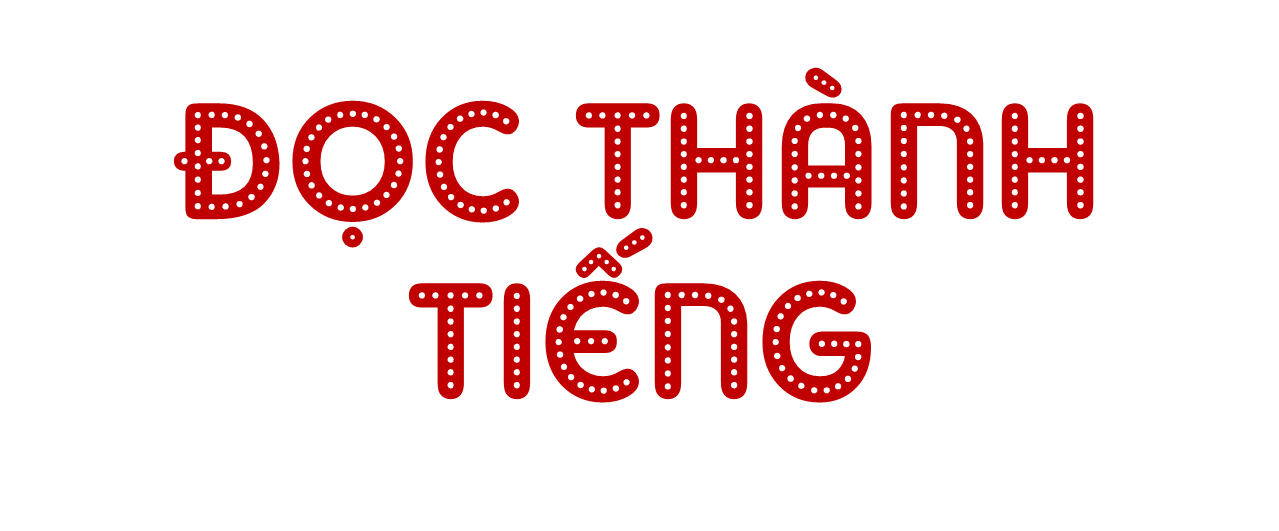 ĐỌC THÀNH
TIẾNG